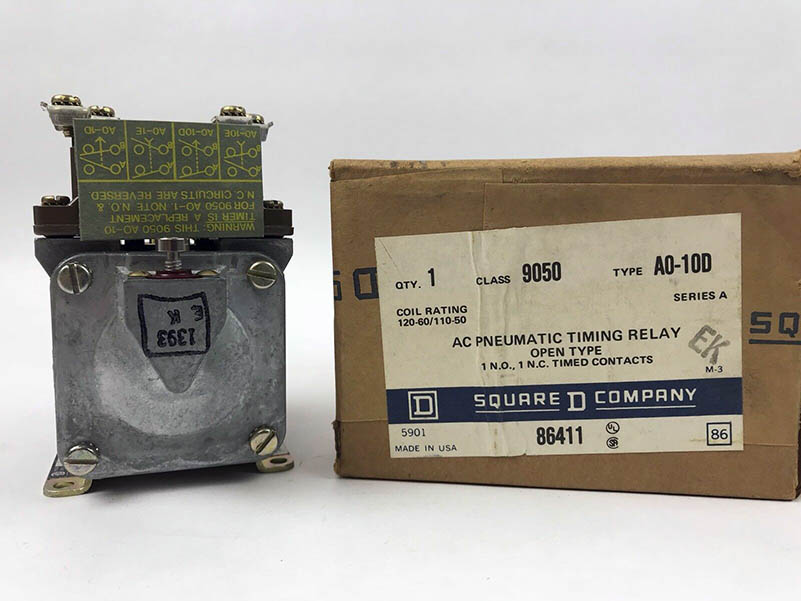 WARNING: THIS 9050 AO-10
TIMER IS A REPLACEMENT
FOR 9050 AO-1. NOTE N.O. &
N.C. CIRCUITS ARE REVERSED
AO-10E AO-10D AO-1E AO-1D
A A A A
B B B B
1393
K
E
QTY. 1 CLASS 9050 TYPE AO-10D
SERIES A
COIL RATING
120-60/110-50
AC PNEUMATIC TIMING RELAY
OPEN TYPE
1 N.O., 1 N.C. TIMED CONTACTS
EK
M-3
D SQUARE D COMPANY
5901
86411 UL SA 86
MADE IN USA
D
SQ